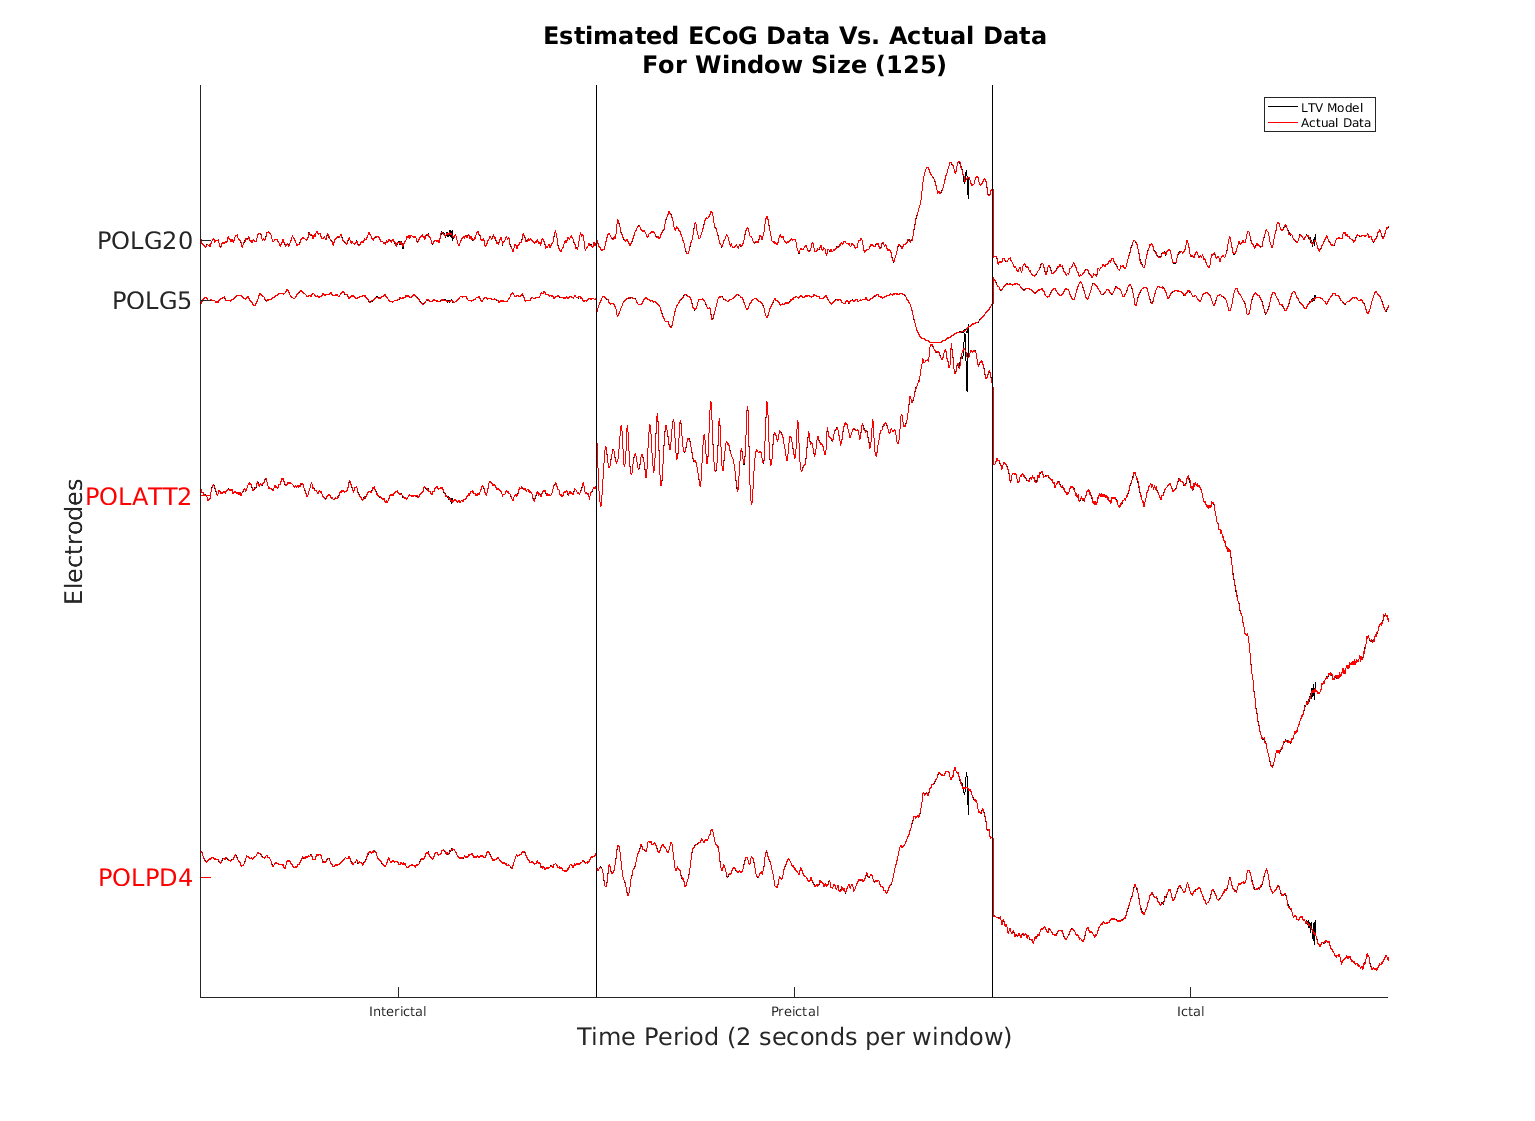 Estimated ECoG Data Vs. Actual Data
For Window Size (125)
LTV Model
Actual Data
POLG20
POLG5
POLATT2
POLPD4
Electrodes
Interictal
Preictal
Ictal
Time Period (2 seconds per window)